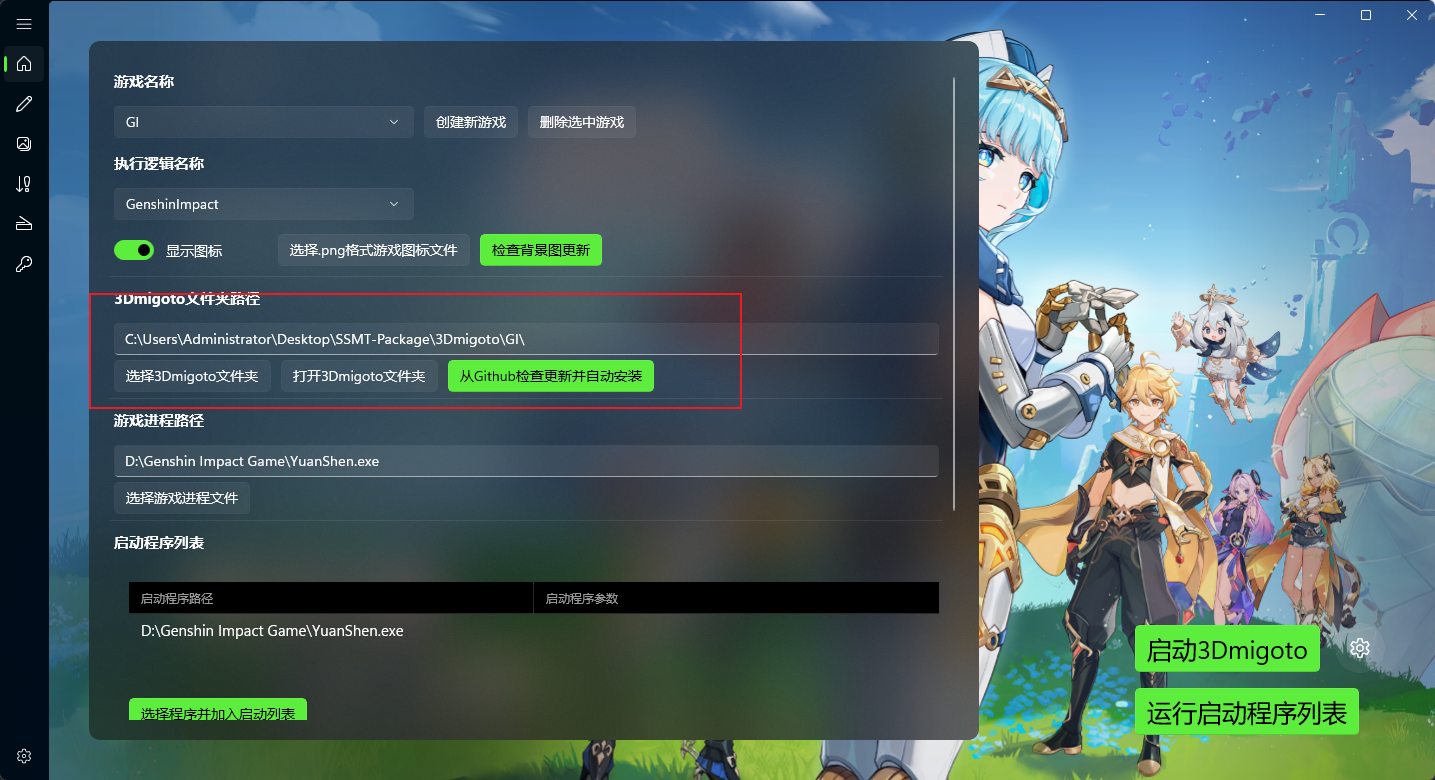 游戏名称
GI
创建新游戏
删除选中游戏
执行逻辑名称
GenshinImpact
显示图标
选择.png格式游戏图标文件
检查背景图更新
3Dmigoto文件夹路径
C:\Users\Administrator\Desktop\SSMT-Package\3Dmigoto\GI\
选择3Dmigoto文件夹
打开3Dmigoto文件夹
从Github检查更新并自动安装
游戏进程路径
D:\Genshin Impact Game\YuanShen.exe
选择游戏进程文件
启动程序列表
启动程序路径
启动程序参数
D:\Genshin Impact Game\YuanShen.exe
选择程序并加入启动列表
启动3Dmigoto
运行启动程序列表